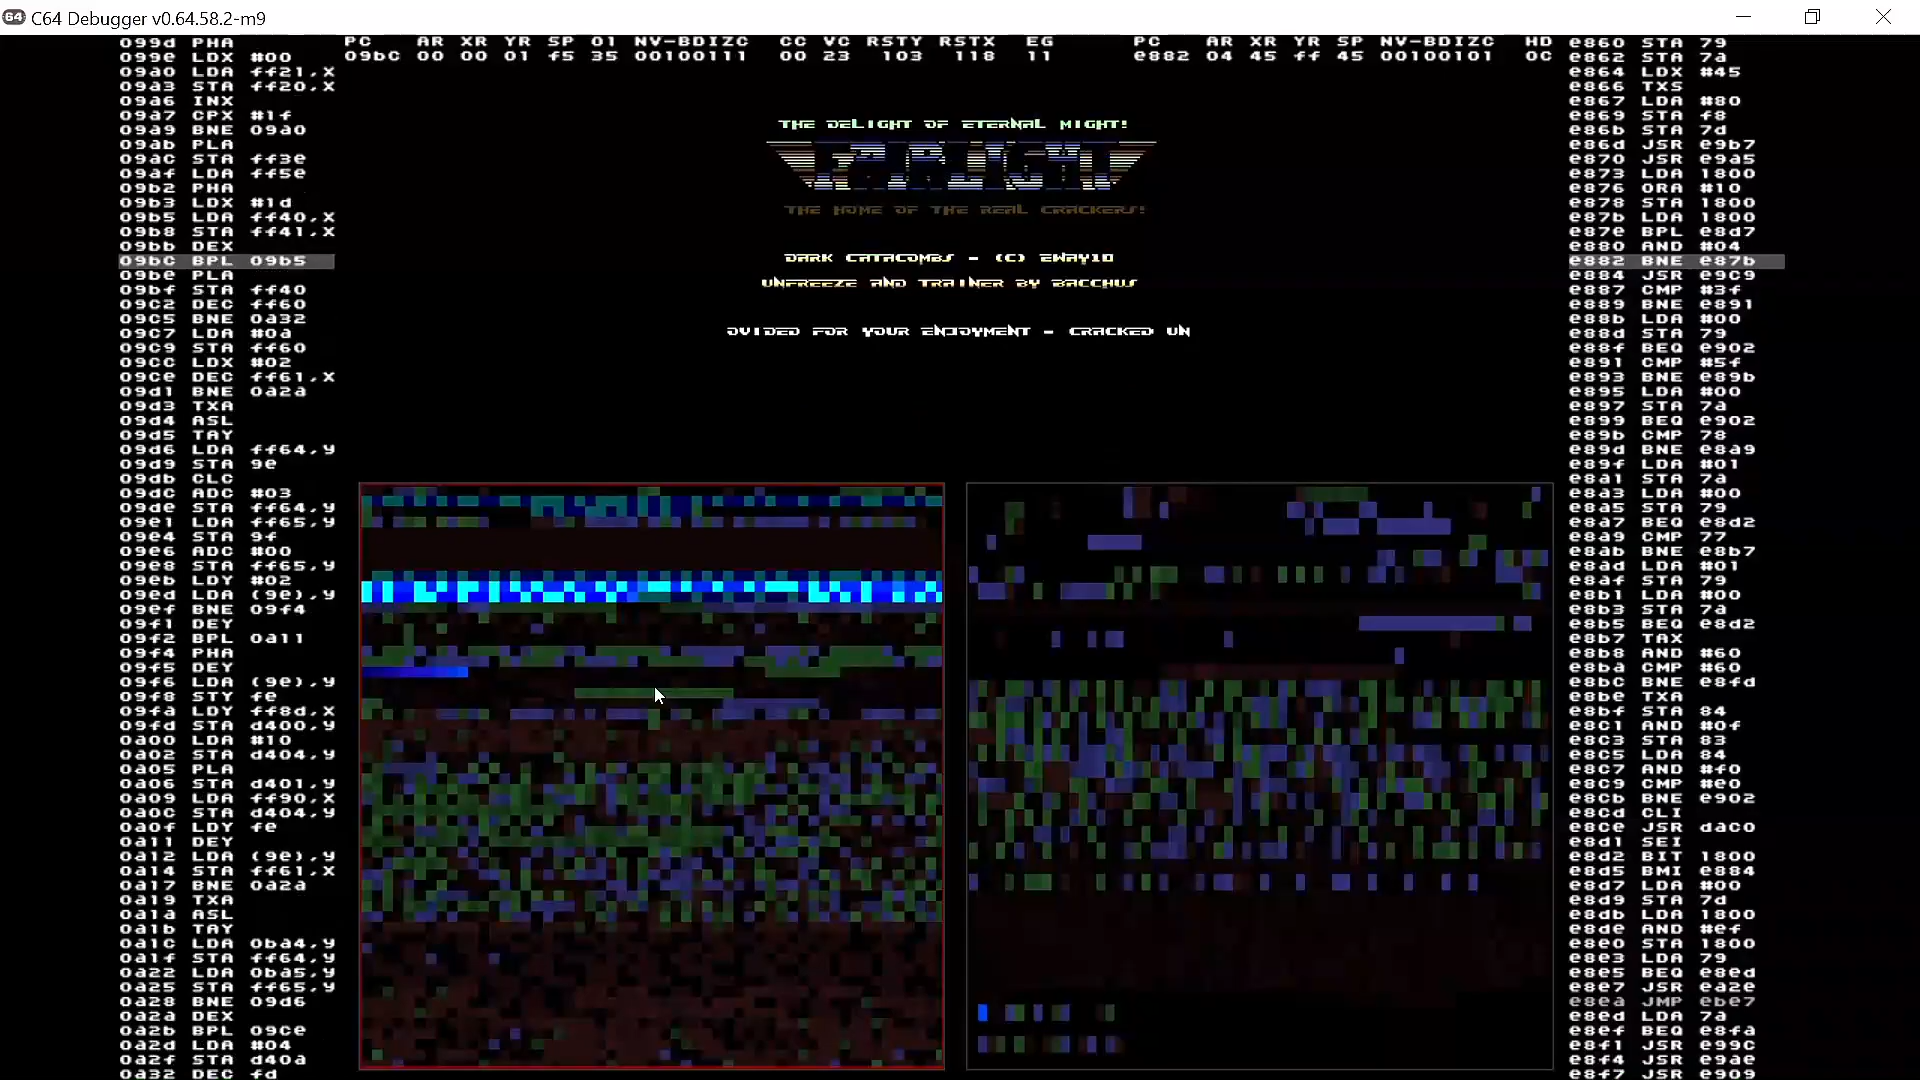 C64 Debugger v0.64.58.2-m9
099d PHA
099e LDX #00
09a0 LDA ff21,X
09a3 STA ff20,X
09a6 INX
09a7 CPX #1f
09a9 BNE 09a0
09ab PLA
09ac STA ff3e
09af LDA ff5e
09b2 PHA
09b3 LDX #1d
09b5 LDA ff40,X
09b8 STA ff41,X
09bb DEX
09bc BPL 09b5
09be PLA
09bf STA ff40
09c2 DEC ff60
09c5 BNE 0a32
09c7 LDA #0a
09c9 STA ff60
09cc LDX #02
09ce DEC ff61,X
09d1 BNE 0a2a
09d3 TXA
09d4 ASL
09d5 TAY
09d6 LDA ff64,y
09d9 STA 9e
09db CLC
09dc ADC #03
09de STA ff64,y
09e1 LDA ff65,y
09e4 STA 9f
09e6 ADC #00
09e8 STA ff65,y
09eb LDY #02
09ed LDA (9e),y
09ef BNE 09f4
09f1 DEY
09f2 BPL 0a11
09f4 PHA
09f5 DEY
09f6 LDA (9e),y
09f8 STY fe
09fa LDY ff8d,X
09fd STA d400,y
0a00 LDA #10
0a02 STA d404,y
0a05 PLA
0a06 STA d401,y
0a09 LDA ff90,X
0a0c STA d404,y
0a0f LDY fe
0a11 DEY
0a12 LDA (9e),y
0a14 STA ff61,X
0a17 BNE 0a2a
0a19 TXA
0a1a ASL
0a1b TAY
0a1c LDA 0ba4,y
0a1f STA ff64,y
0a22 LDA 0ba5,y
0a25 STA ff65,y
0a28 BNE 09d6
0a2a DEX
0a2b BPL 09ce
0a2d LDA #04
0a2f STA d40a
0a32 DEC fd
PC AR XR YR SP 01 NV-BDIZC CC VC RSTY RSTX EG
09bc 00 00 01 f5 35 00100111 00 23 103 118 11
PC AR XR YR SP NV-BDIZC HD
e882 04 45 ff 45 00100101 0C
THE DELIGHT OF ETERNAL MIGHT!
FAIRLIGHT
THE HOME OF THE REAL CRACKERS!
DARK CATACOMBS - (C) EWAY10
UNFREEZE AND TRAINER BY BACCHUS
OVIDED FOR YOUR ENJOYMENT - CRACKED UN
e860 STA 79
e862 STA 7a
e864 LDX #45
e866 TXS
e867 LDA #80
e869 STA f8
e86b STA 7d
e86d JSR e9b7
e870 JSR e9a5
e873 LDA 1800
e876 ORA #10
e878 STA 1800
e87b LDA 1800
e87e BPL e8d7
e880 AND #04
e882 BNE e87b
e884 JSR e9c9
e887 CMP #3f
e889 BNE e891
e88b LDA #00
e88d STA 79
e88f BEQ e902
e891 CMP #5f
e893 BNE e89b
e895 LDA #00
e897 STA 7a
e899 BEQ e902
e89b CMP 78
e89d BNE e8a9
e89f LDA #01
e8a1 STA 7a
e8a3 LDA #00
e8a5 STA 79
e8a7 BEQ e8d2
e8a9 CMP 77
e8ab BNE e8b7
e8ad LDA #01
e8af STA 79
e8b1 LDA #00
e8b3 STA 7a
e8b5 BEQ e8d2
e8b7 TAX
e8b8 AND #60
e8ba CMP #60
e8bc BNE e8fd
e8be TXA
e8bf STA 84
e8c1 AND #0f
e8c3 STA 83
e8c5 LDA 84
e8c7 AND #f0
e8c9 CMP #e0
e8cb BNE e902
e8cd CLI
e8ce JSR dac0
e8d1 SEI
e8d2 BIT 1800
e8d5 BMI e884
e8d7 LDA #00
e8d9 STA 7d
e8db LDA 1800
e8de AND #ef
e8e0 STA 1800
e8e3 LDA 79
e8e5 BEQ e8ed
e8e7 JSR ea2e
e8ea JMP ebe7
e8ed LDA 7a
e8ef BEQ e8fa
e8f1 JSR e99c
e8f4 JSR e9ae
e8f7 JSR e909